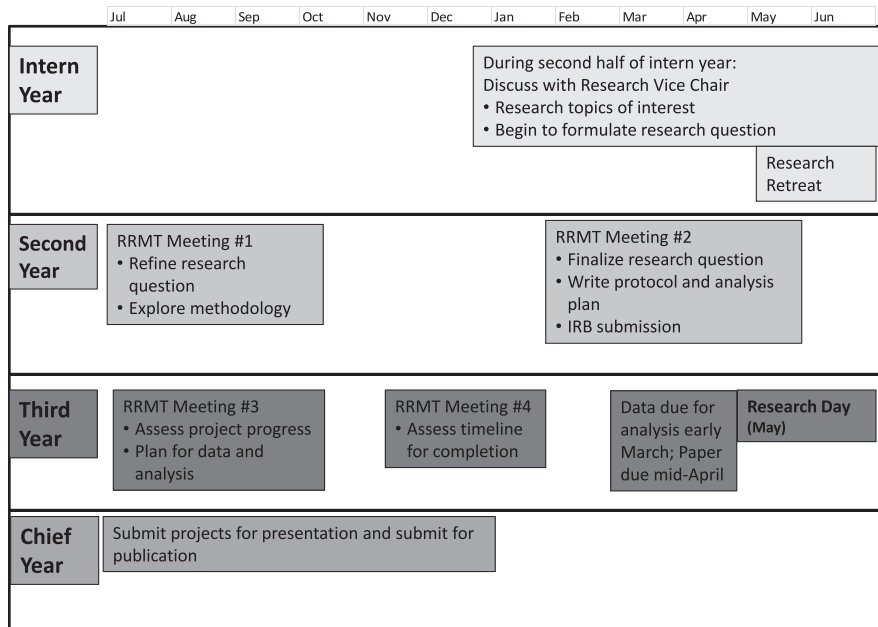 Jul Aug Sep Oct Nov Dec Jan Feb Mar Apr May Jun
Intern
Year
During second half of intern year:
Discuss with Research Vice Chair
• Research topics of interest
• Begin to formulate research question
Research
Retreat
Second
Year
RRMT Meeting #1
• Refine research
question
• Explore methodology
RRMT Meeting #2
• Finalize research question
• Write protocol and analysis
plan
• IRB submission
Third
Year
RRMT Meeting #3
• Assess project progress
• Plan for data and
analysis
RRMT Meeting #4
• Assess timeline
for completion
Data due for
analysis early
March; Paper
due mid-April
Research Day
(May)
Chief
Year
Submit projects for presentation and submit for
publication